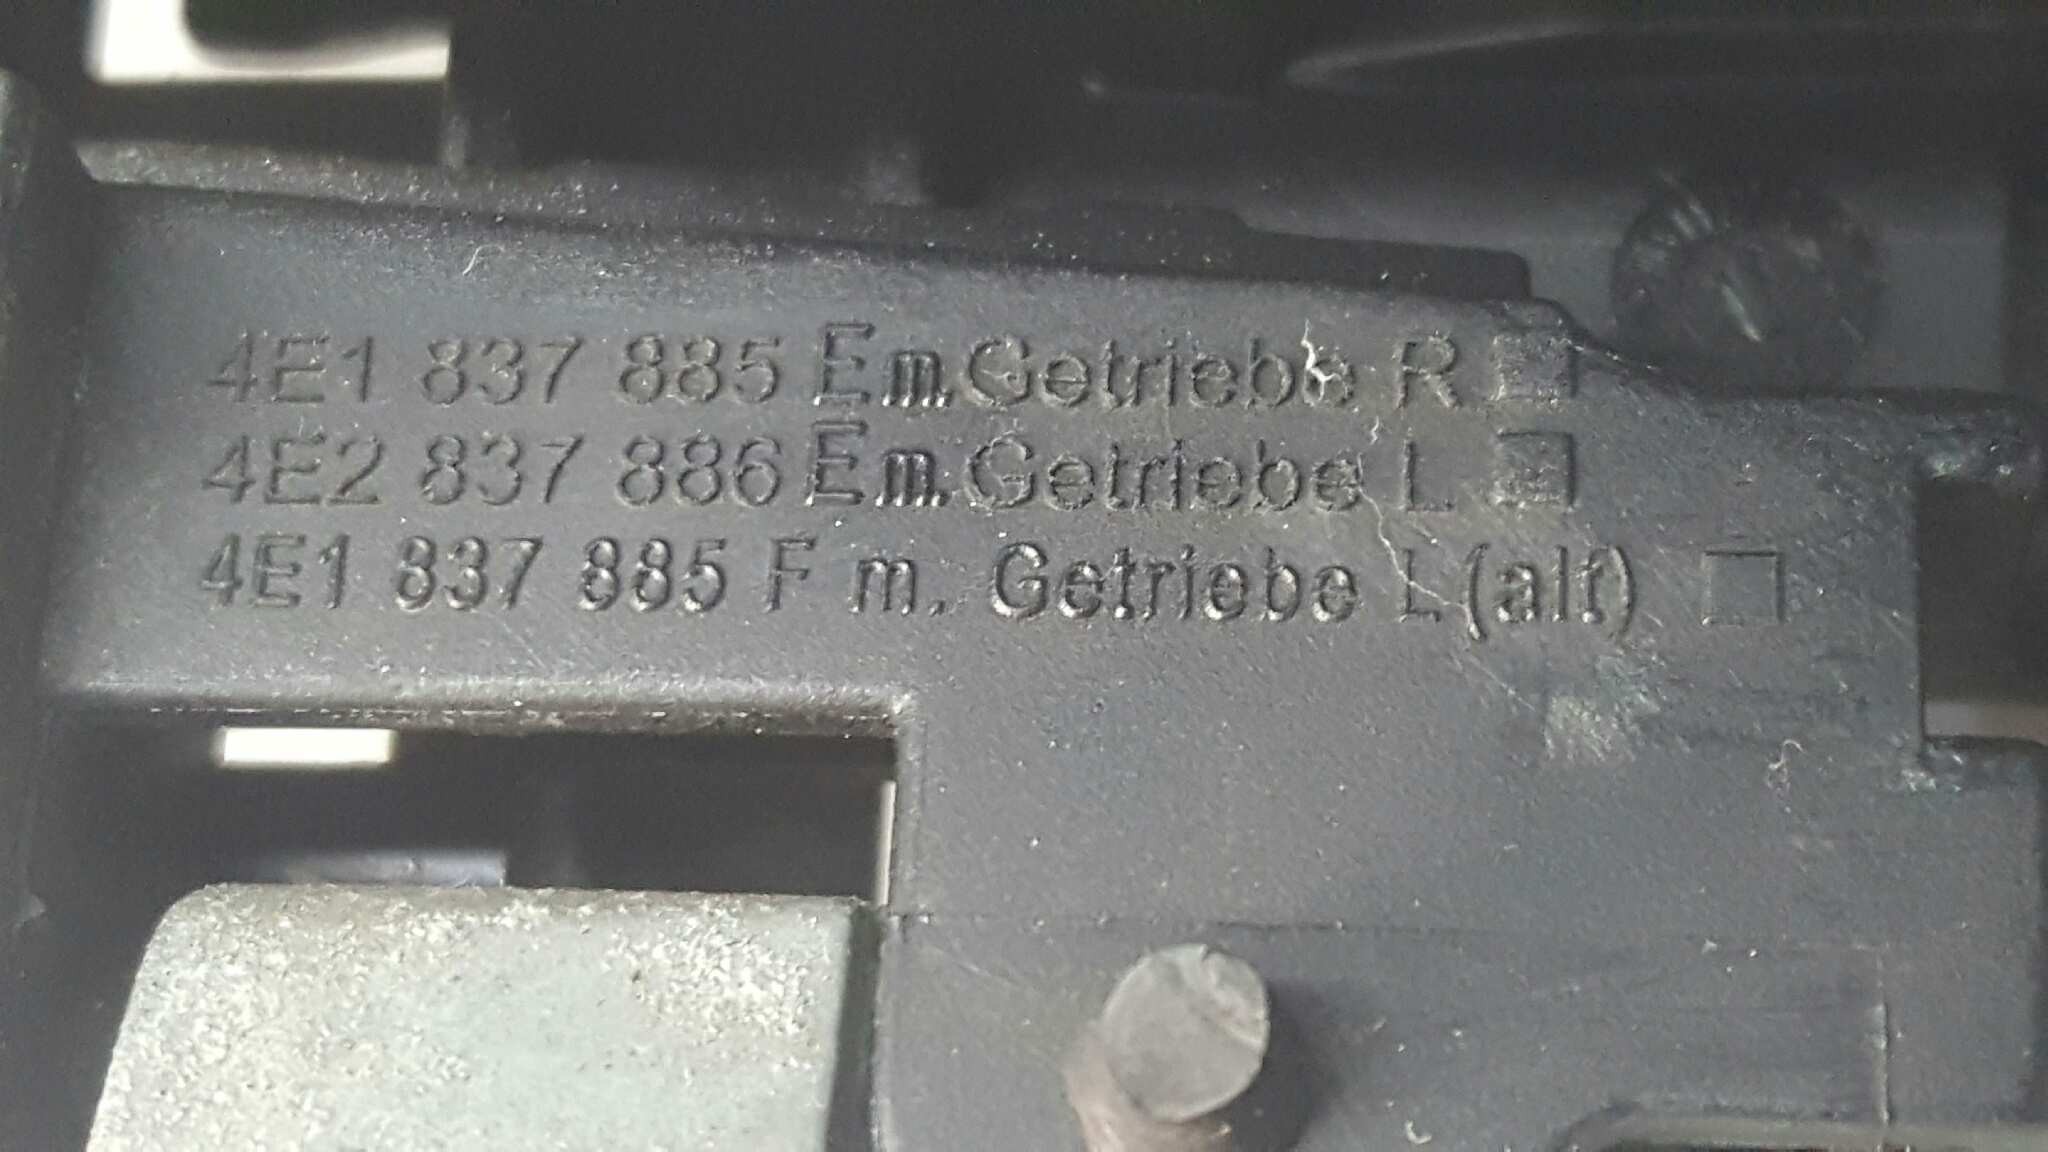 4E1 837 885 E m. Getriebe R
4E2 837 886 E m. Getriebe L
4E1 837 885 F m. Getriebe L (alt)